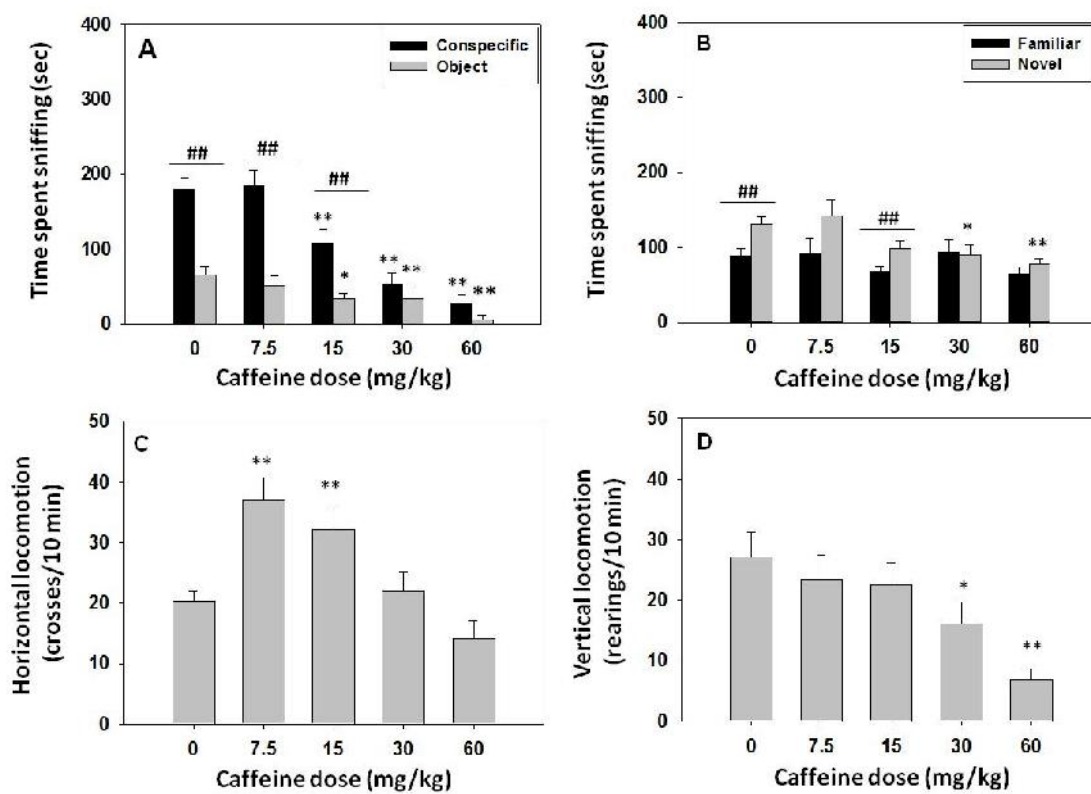 A
Conspecific
Object
Time spent sniffing (sec)
400
300
200
100
0
##
##
##
**
*
**
**
**
**
0 7.5 15 30 60
Caffeine dose (mg/kg)
B
Familiar
Novel
Time spent sniffing (sec)
400
300
200
100
0
##
##
*
**
0 7.5 15 30 60
Caffeine dose (mg/kg)
C
Horizontal locomotion
(crosses/10 min)
50
40
30
20
10
0
**
**
0 7.5 15 30 60
Caffeine dose (mg/kg)
D
Vertical locomotion
(rearings/10 min)
50
40
30
20
10
0
*
**
0 7.5 15 30 60
Caffeine dose (mg/kg)